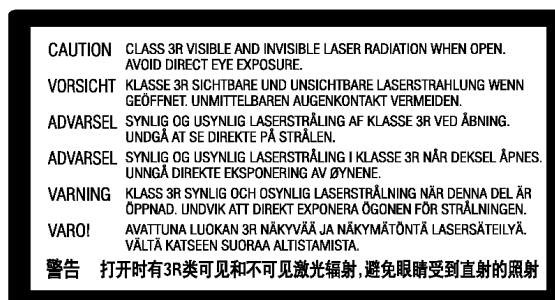 CAUTION CLASS 3R VISIBLE AND INVISIBLE LASER RADIATION WHEN OPEN.
AVOID DIRECT EYE EXPOSURE.
VORSICHT KLASSE 3R SICHTBARE UND UNSICHTBARE LASERSTRAHLUNG WENN
GEÖFFNET. UNMITTELBAREN AUGENKONTAKT VERMEIDEN.
ADVARSEL SYNLIG OG USYNLIG LASERSTRÅLING AF KLASSE 3R VED ÅBNING.
UNDGÅ AT SE DIREKTE PÅ STRÅLEN.
ADVARSEL SYNLIG OG USYNLIG LASERSTRÅLING I KLASSE 3R NÅR DEKSEL ÅPNES.
UNNGÅ DIREKTE EKSPONERING AV ØYNENE.
VARNING KLASS 3R SYNLIG OCH OSYNLIG LASERSTRÅLNING NÄR DENNA DEL ÄR
ÖPPNAD. UNDVIK ATT DIREKT EXPONERA ÖGONEN FÖR STRÅLNINGEN.
VARO! AVATTUNA LUOKAN 3R NÄKYVÄÄ JA NÄKYMÄTÖNTÄ LASERSÄTEILYÄ.
VÄLTÄ KATSEEN SUORAA ALTISTAMISTA.
警告 打开时有3R类可见和不可见激光辐射,避免眼睛受到直射的照射